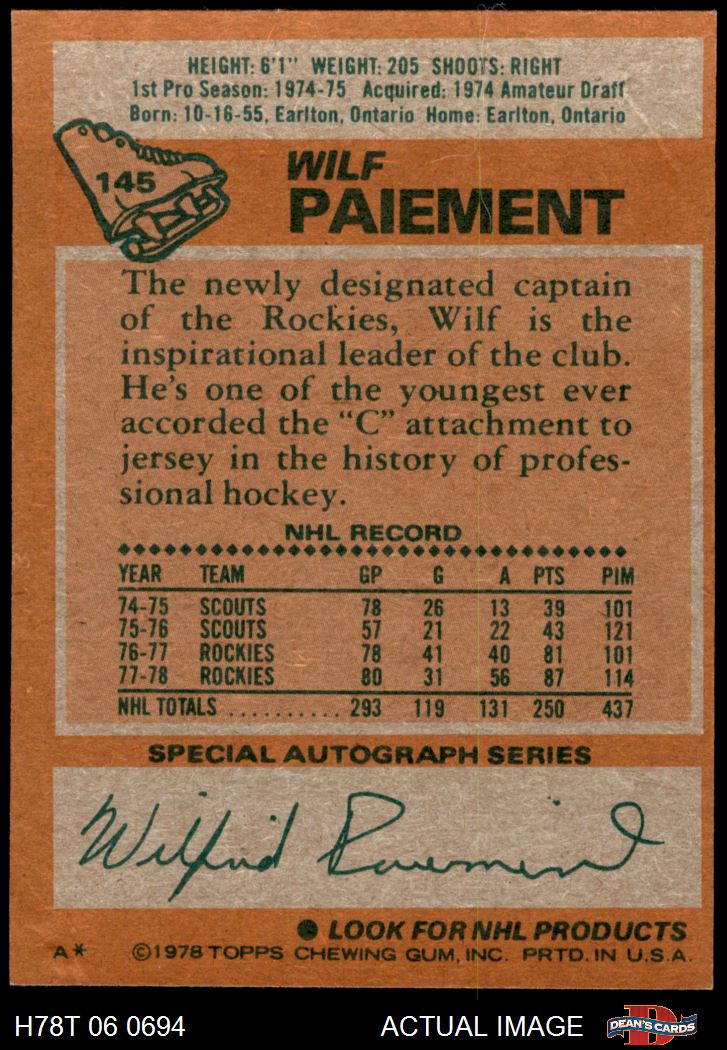 HEIGHT: 6'1" WEIGHT: 205 SHOOTS: RIGHT
1st Pro Season: 1974-75 Acquired: 1974 Amateur Draft
Born: 10-16-55, Earlton, Ontario Home: Earlton, Ontario
145
WILF
PAIEMENT
The newly designated captain
of the Rockies, Wilf is the
inspirational leader of the club.
He's one of the youngest ever
accorded the "C" attachment to
jersey in the history of profes-
sional hockey.
NHL RECORD
YEAR TEAM GP G A PTS PIM
74-75 SCOUTS 78 26 13 39 101
75-76 SCOUTS 57 21 22 43 121
76-77 ROCKIES 78 41 40 81 101
77-78 ROCKIES 80 31 56 87 114
NHL TOTALS .......... 293 119 131 250 437
SPECIAL AUTOGRAPH SERIES
Wilfrid Paiement
LOOK FOR NHL PRODUCTS
A* ©1978 TOPPS CHEWING GUM, INC. PRTD. IN U.S.A.
H78T 06 0694 ACTUAL IMAGE D DEAN'S CARDS